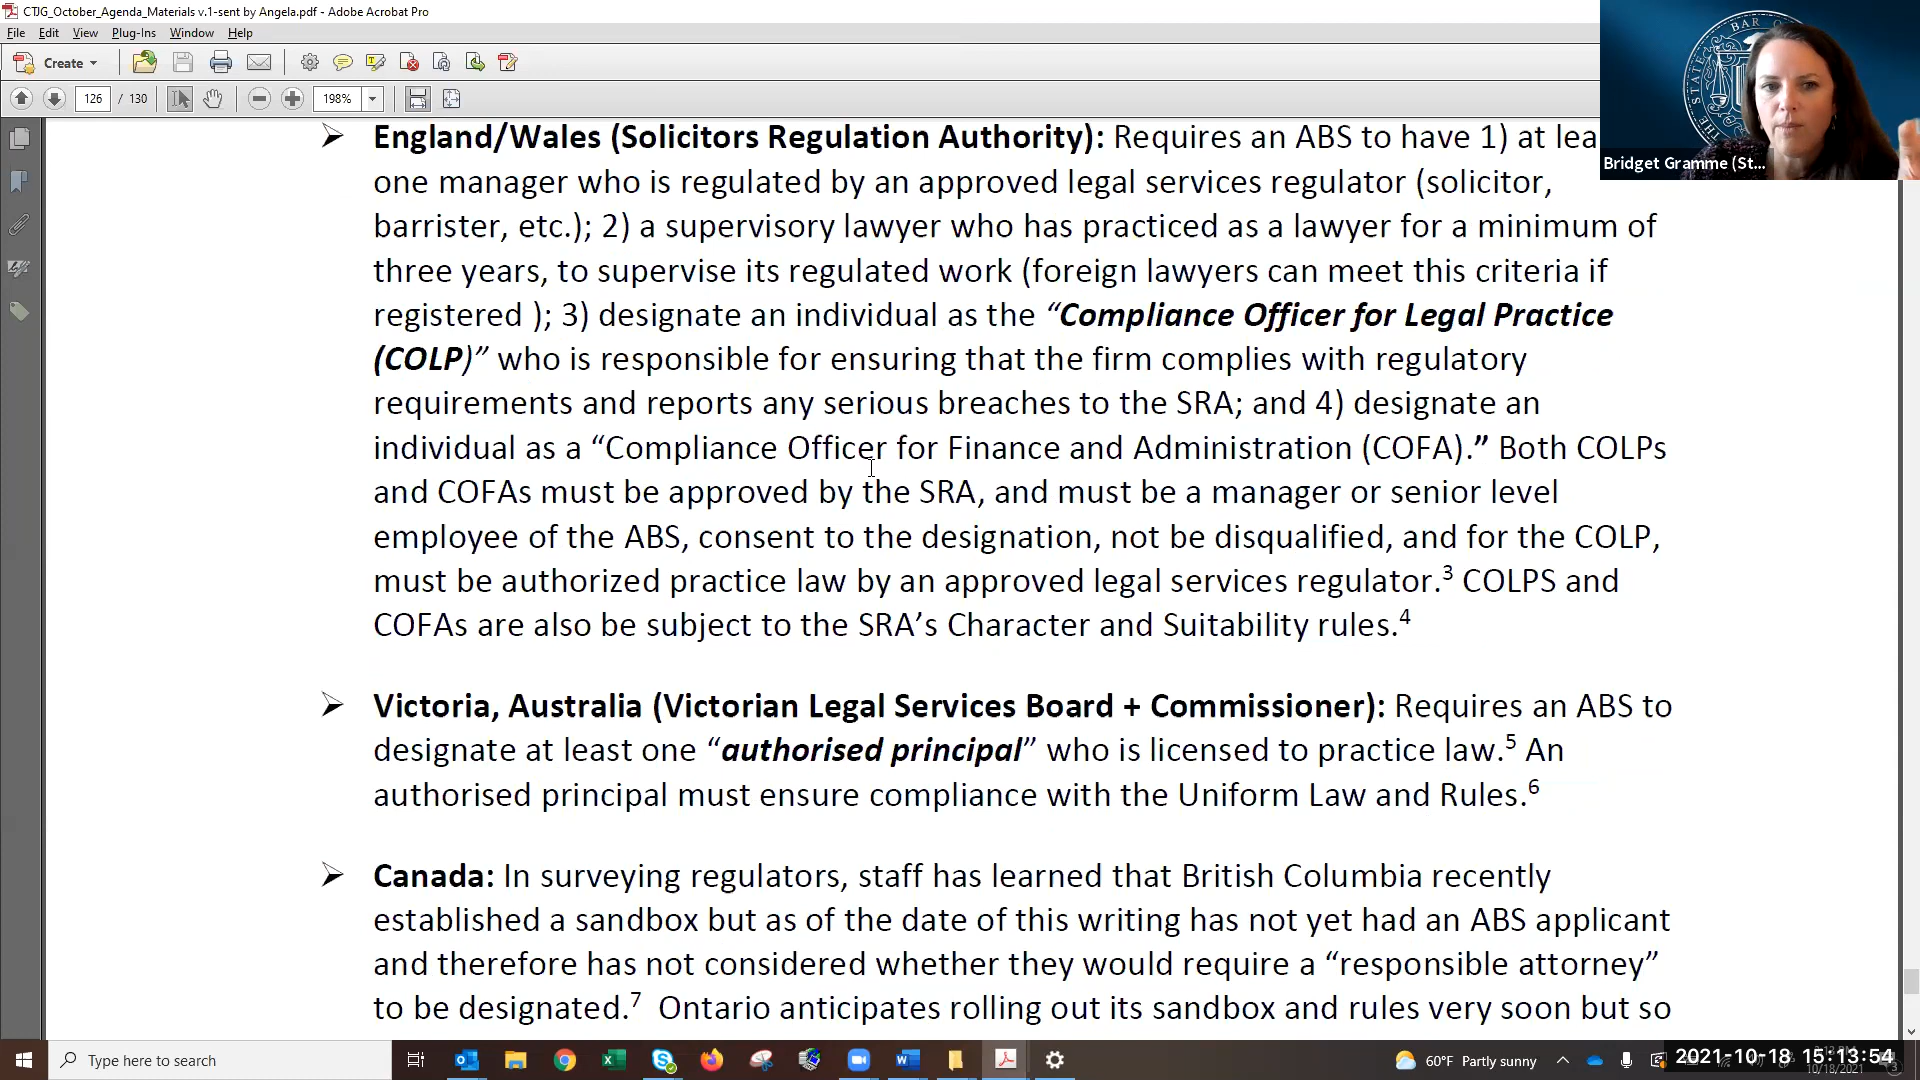 CTJG_October_Agenda_Materials v.1-sent by Angela.pdf - Adobe Acrobat Pro
File Edit View Plug-Ins Window Help
Create
126 / 130 198%
England/Wales (Solicitors Regulation Authority): Requires an ABS to have 1) at lea
one manager who is regulated by an approved legal services regulator (solicitor,
barrister, etc.); 2) a supervisory lawyer who has practiced as a lawyer for a minimum of
three years, to supervise its regulated work (foreign lawyers can meet this criteria if
registered ); 3) designate an individual as the “Compliance Officer for Legal Practice
(COLP)” who is responsible for ensuring that the firm complies with regulatory
requirements and reports any serious breaches to the SRA; and 4) designate an
individual as a “Compliance Officer for Finance and Administration (COFA).” Both COLPs
and COFAs must be approved by the SRA, and must be a manager or senior level
employee of the ABS, consent to the designation, not be disqualified, and for the COLP,
must be authorized practice law by an approved legal services regulator.3 COLPS and
COFAs are also be subject to the SRA’s Character and Suitability rules.4
Victoria, Australia (Victorian Legal Services Board + Commissioner): Requires an ABS to
designate at least one “authorised principal” who is licensed to practice law.5 An
authorised principal must ensure compliance with the Uniform Law and Rules.6
Canada: In surveying regulators, staff has learned that British Columbia recently
established a sandbox but as of the date of this writing has not yet had an ABS applicant
and therefore has not considered whether they would require a “responsible attorney”
to be designated.7 Ontario anticipates rolling out its sandbox and rules very soon but so
THE STATE BAR O
Bridget Gramme (St...
Type here to search
60°F Partly sunny
2021-10-18 15:13:54
10/18/2021